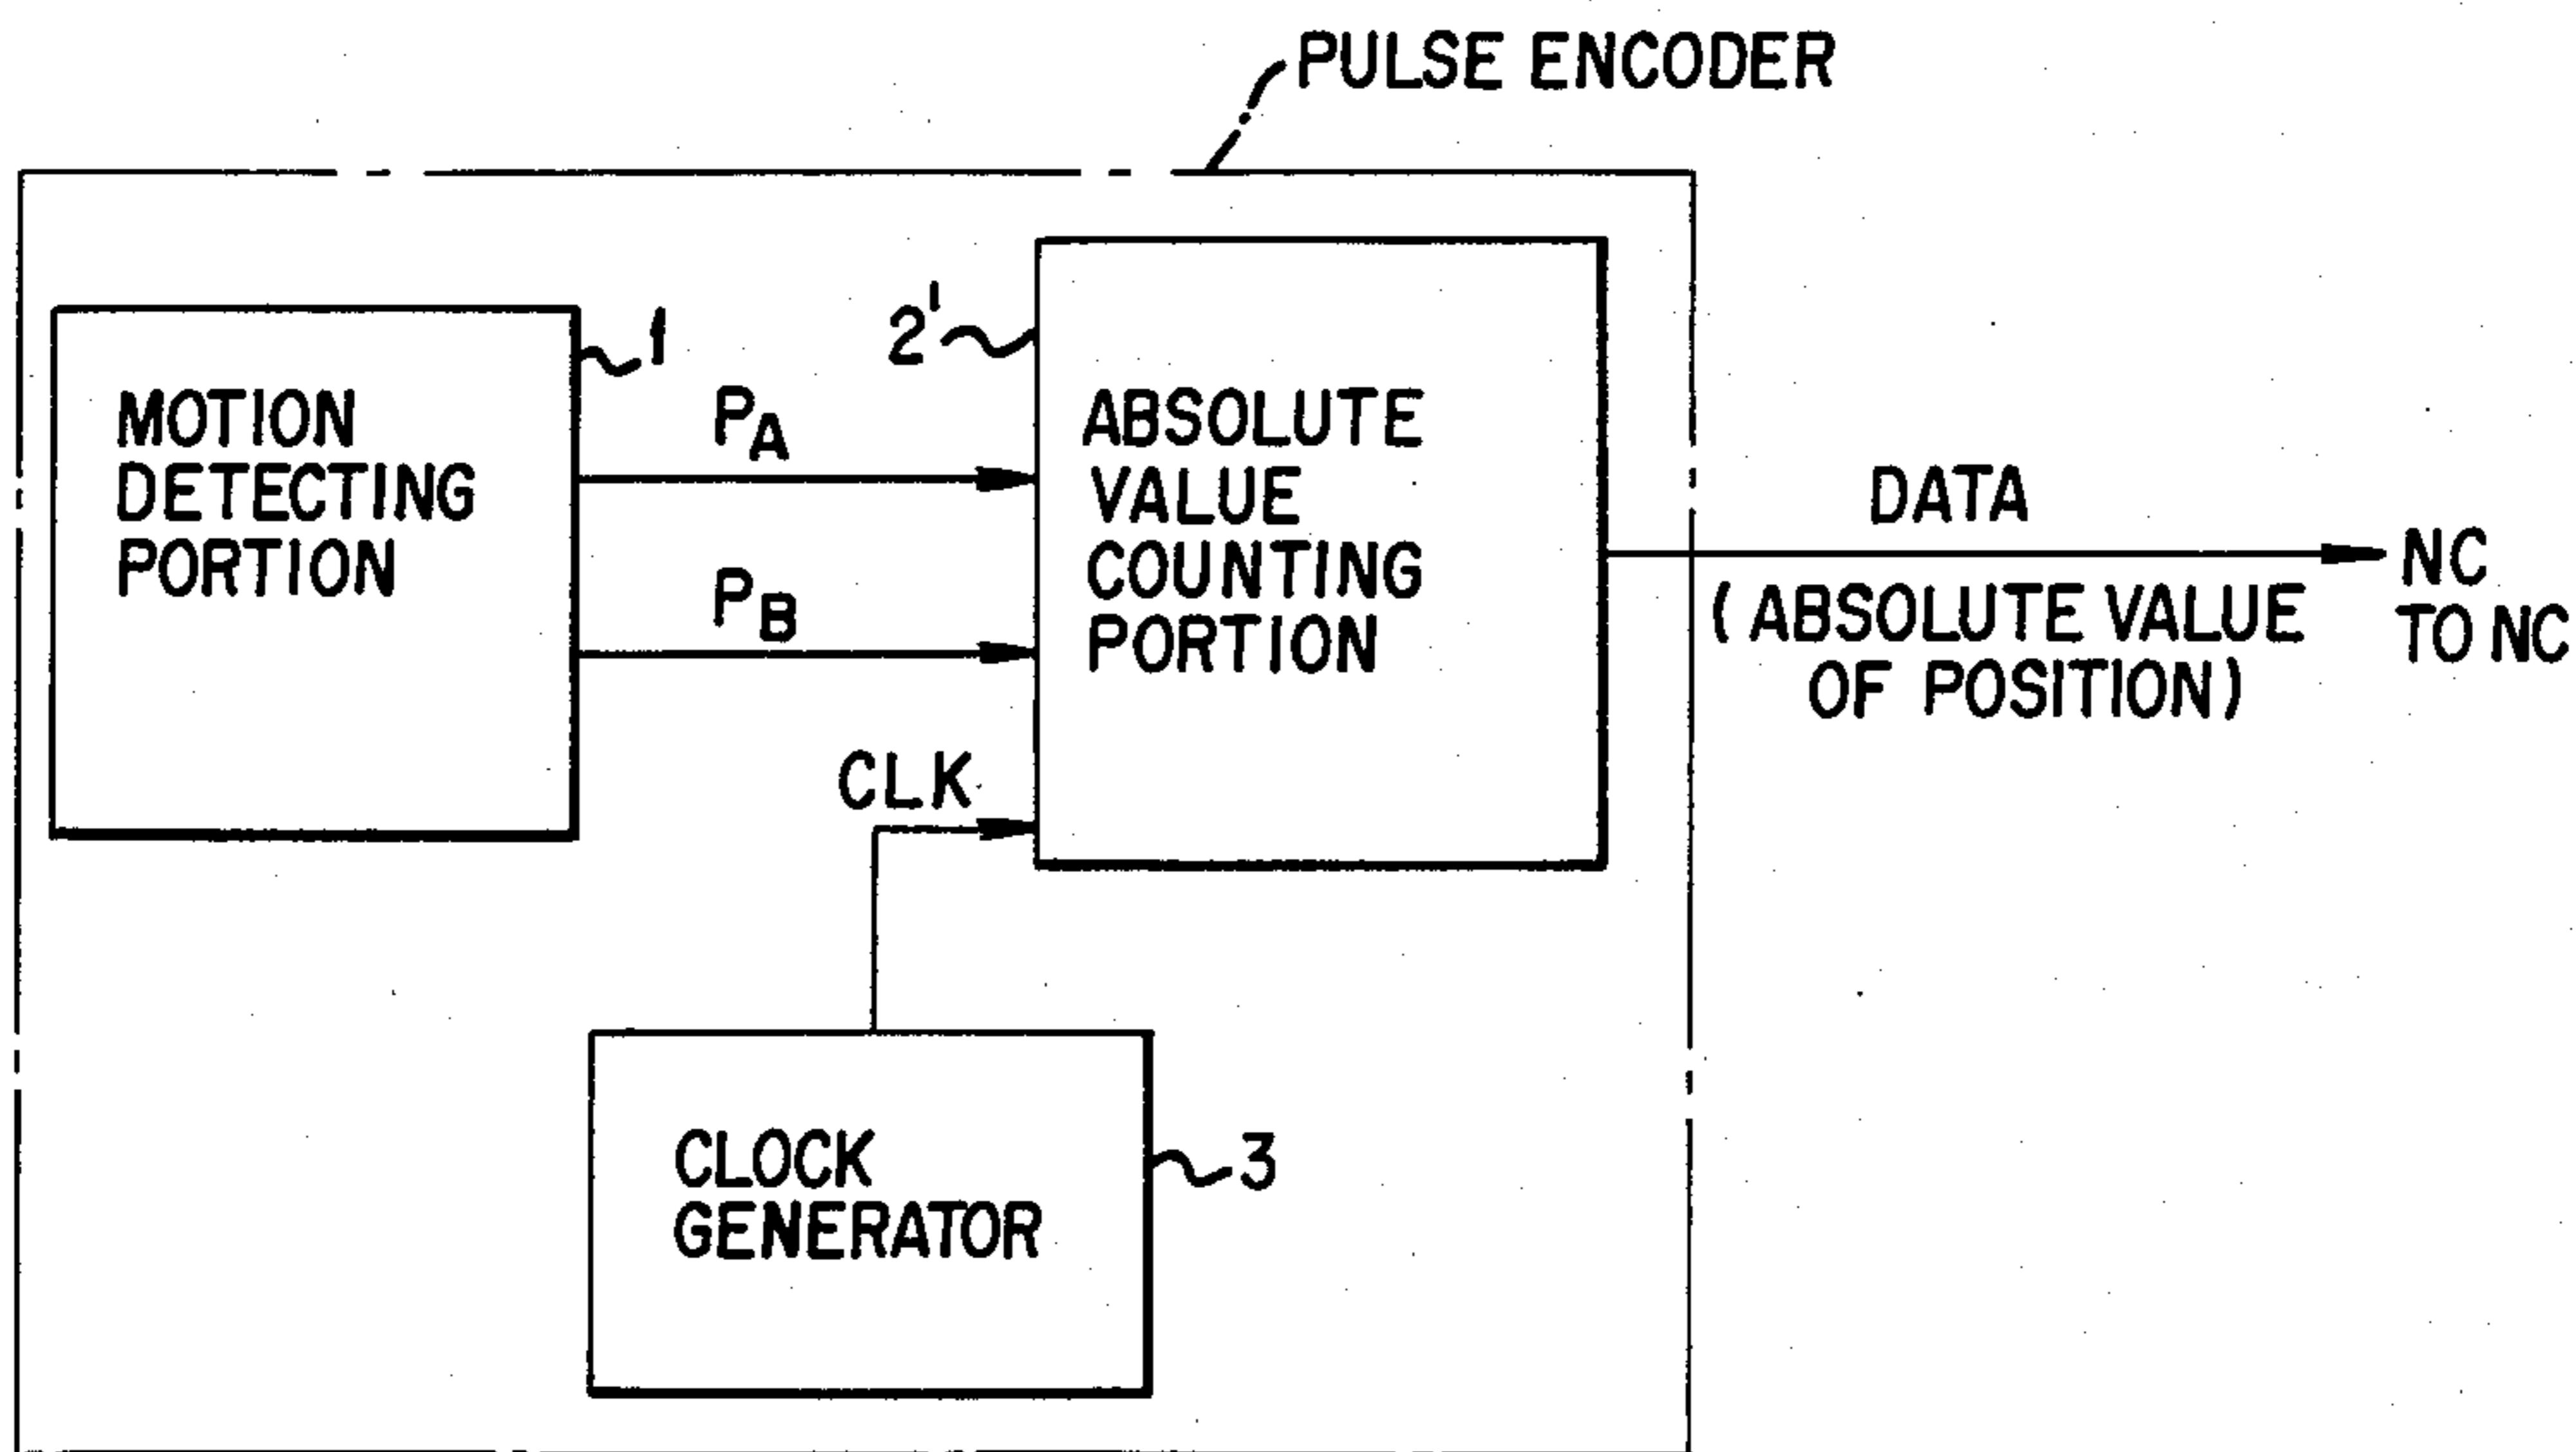 PULSE ENCODER
1
MOTION
DETECTING
PORTION
PA
PB
2'
ABSOLUTE
VALUE
COUNTING
PORTION
CLK
DATA
(ABSOLUTE VALUE
OF POSITION)
NC
TO NC
CLOCK
GENERATOR
3